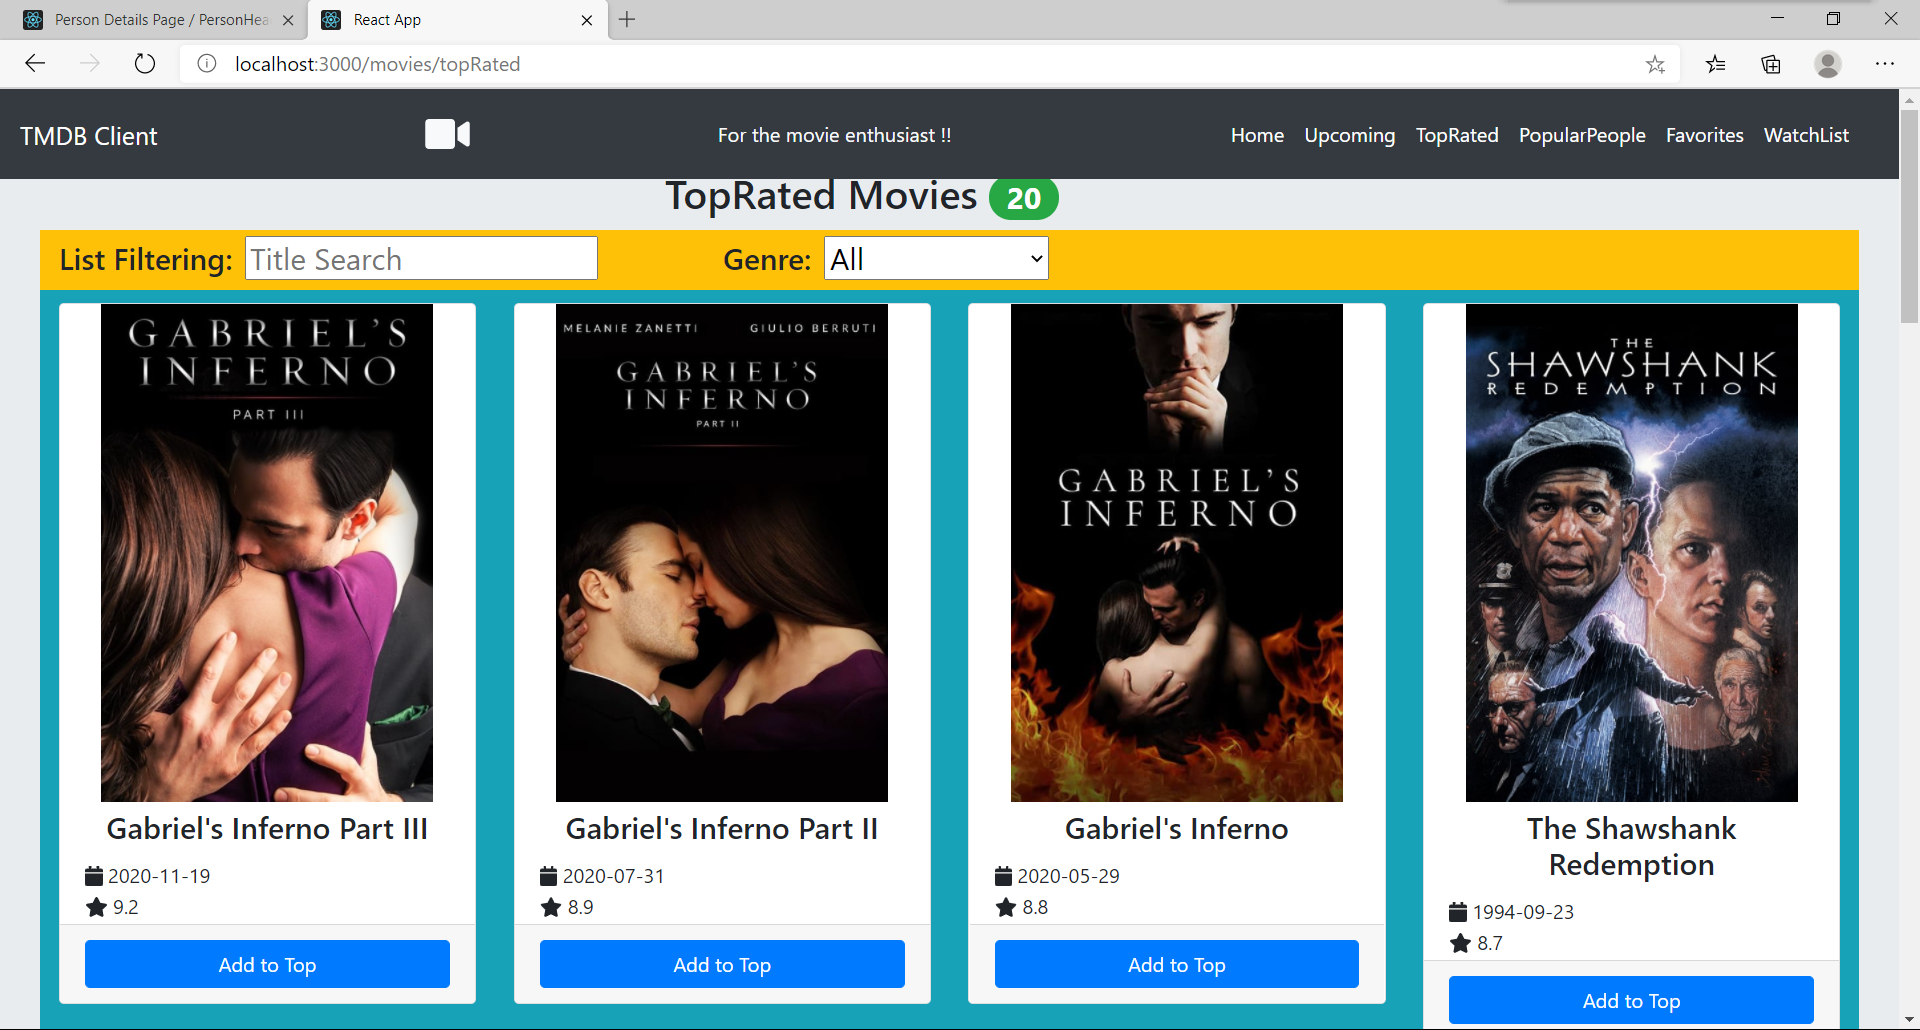 Person Details Page / PersonHea
React App
localhost:3000/movies/topRated
TMDB Client
For the movie enthusiast !!
Home Upcoming TopRated PopularPeople Favorites WatchList
TopRated Movies 20
List Filtering: Title Search Genre: All
GABRIEL'S
INFERNO
PART III
Gabriel's Inferno Part III
2020-11-19
9.2
Add to Top
MELANIE ZANETTI GIULIO BERRUTI
GABRIEL'S
INFERNO
PART II
Gabriel's Inferno Part II
2020-07-31
8.9
Add to Top
GABRIEL'S
INFERNO
Gabriel's Inferno
2020-05-29
8.8
Add to Top
THE
SHAWSHANK
REDEMPTION
The Shawshank
Redemption
1994-09-23
8.7
Add to Top